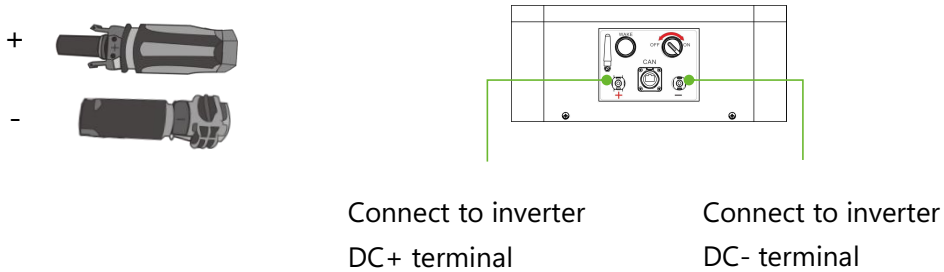 +
-
WAKE
OFF ON
CAN
+ -
Connect to inverter
DC+ terminal
Connect to inverter
DC- terminal